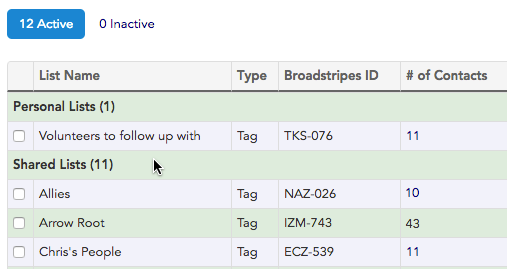 12 Active 0 Inactive
List Name Type Broadstripes ID # of Contacts
Personal Lists (1)
Volunteers to follow up with Tag TKS-076 11
Shared Lists (11)
Allies Tag NAZ-026 10
Arrow Root Tag IZM-743 43
Chris's People Tag ECZ-539 11